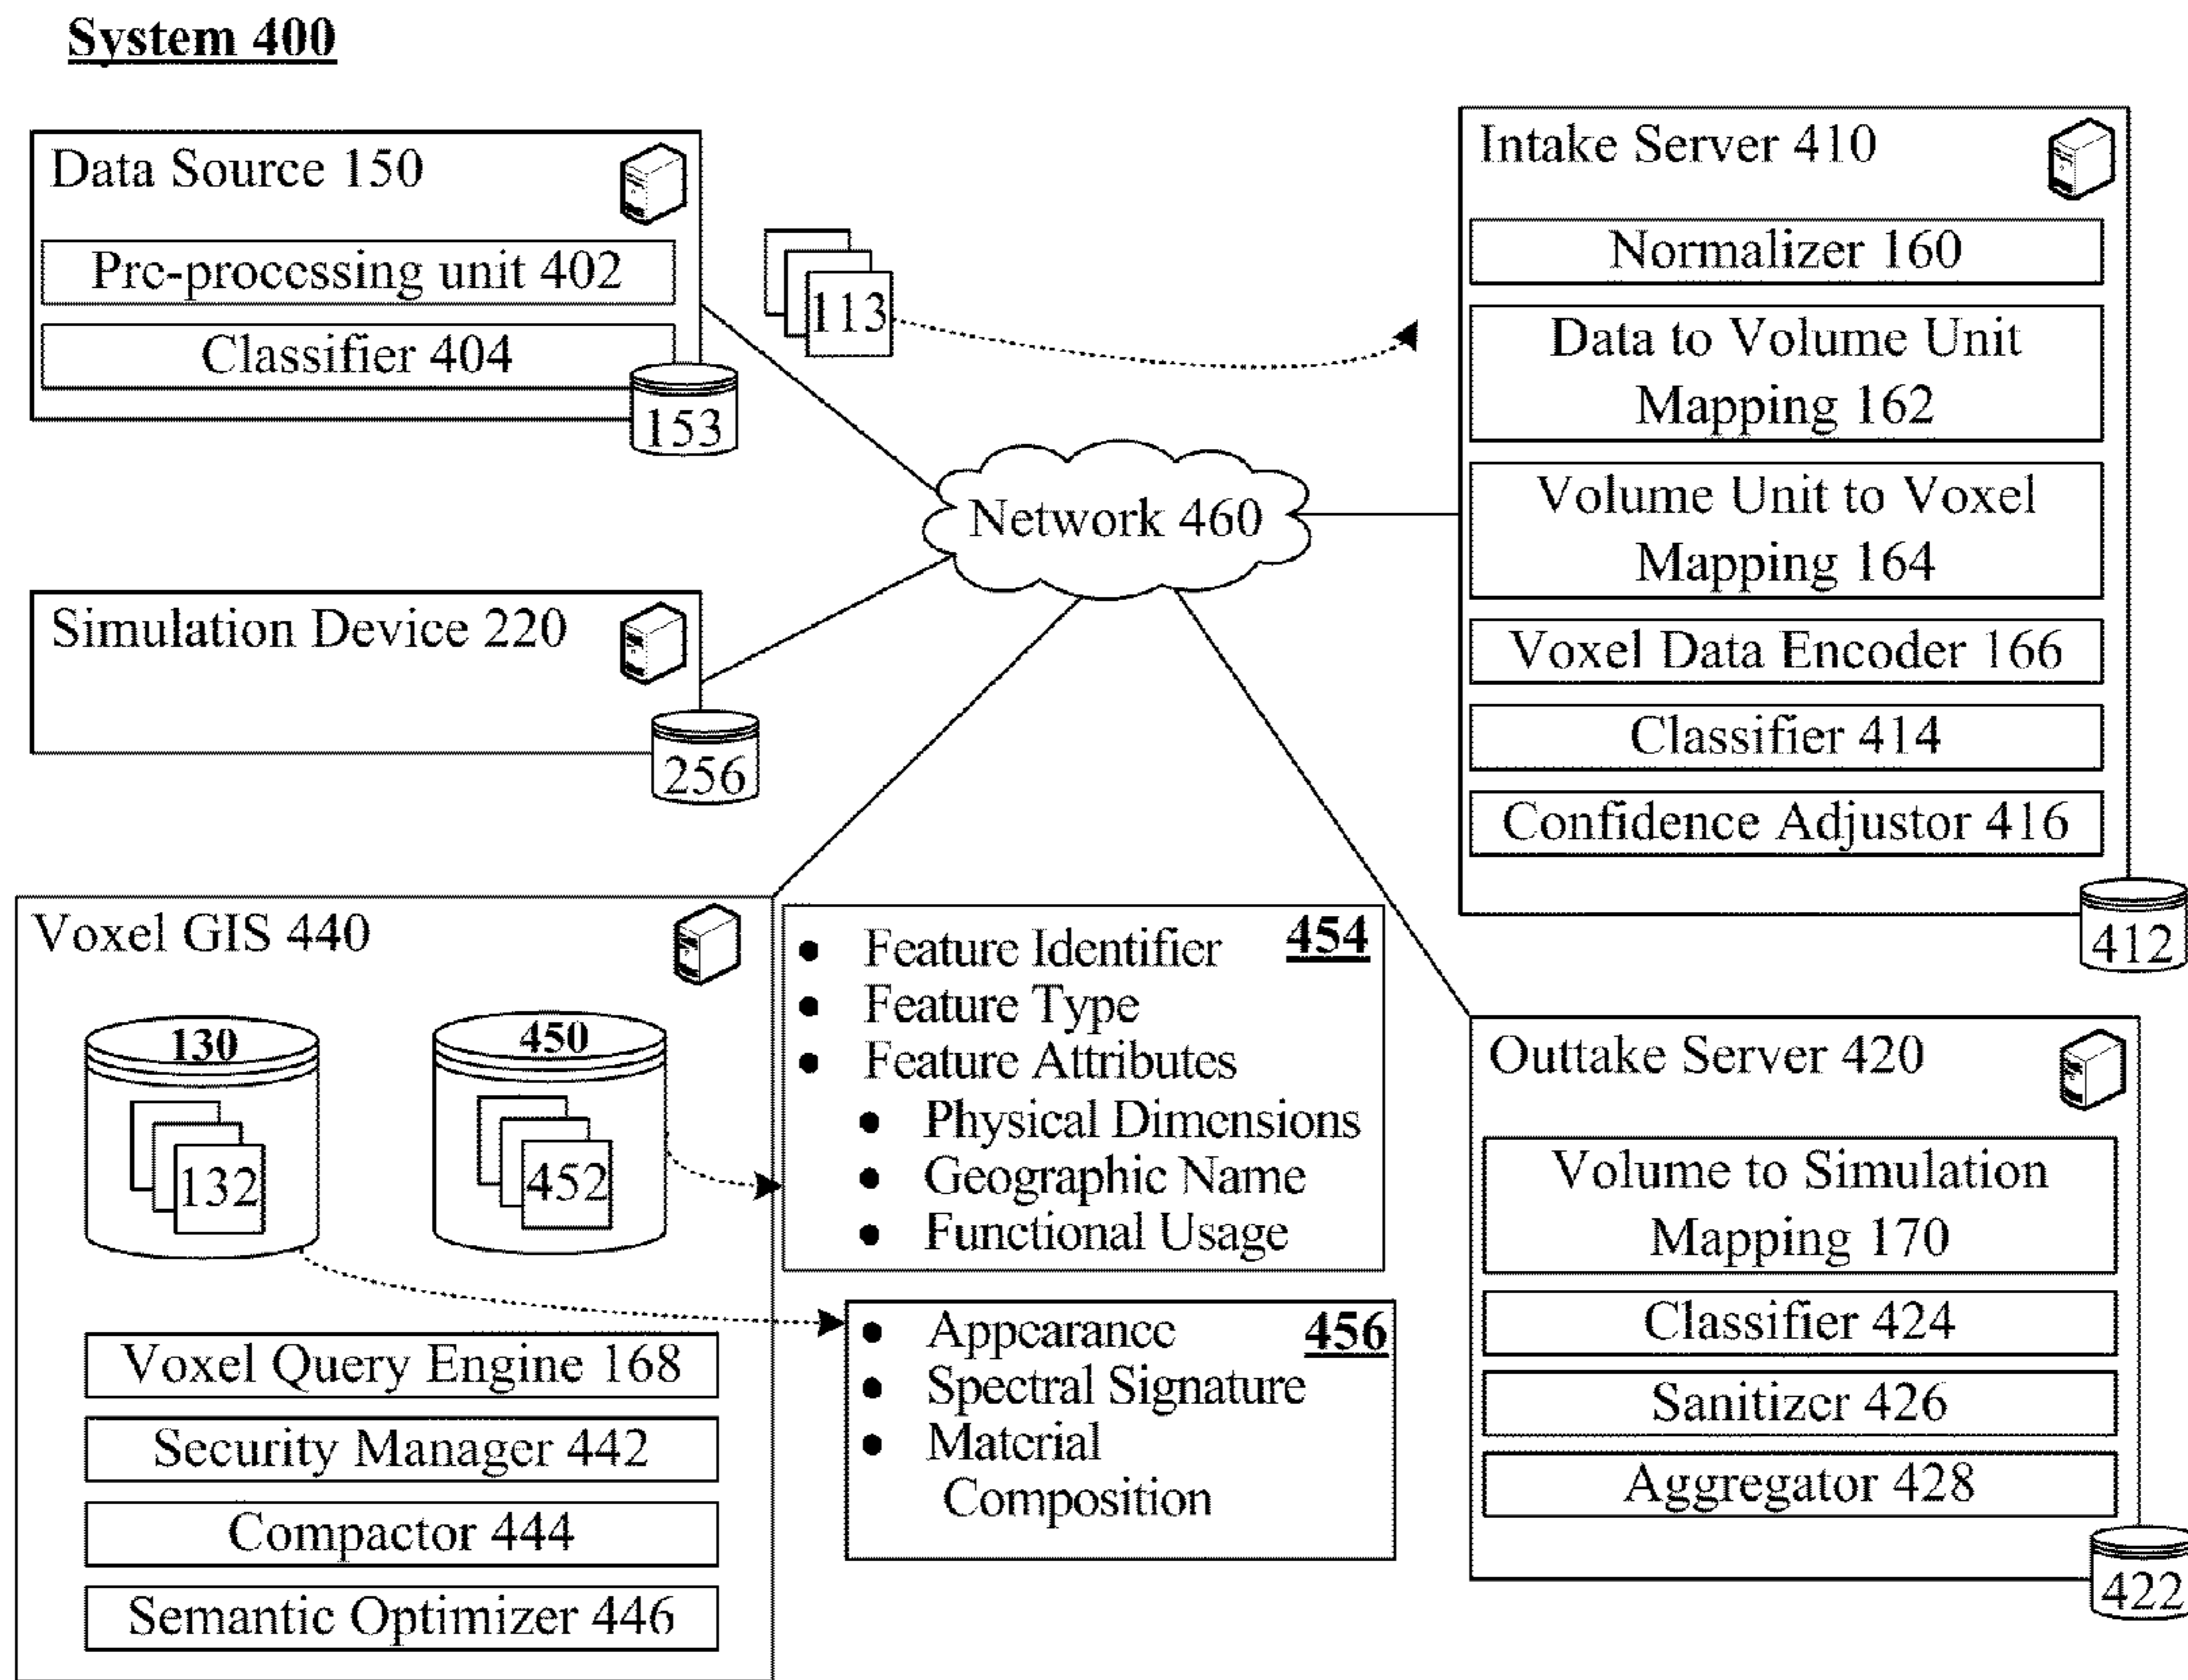 System 400
Data Source 150
Pre-processing unit 402
Classifier 404
153
113
Intake Server 410
Normalizer 160
Data to Volume Unit
Mapping 162
Volume Unit to Voxel
Mapping 164
Voxel Data Encoder 166
Classifier 414
Confidence Adjustor 416
412
Network 460
Simulation Device 220
256
Voxel GIS 440
130
132
450
452
Voxel Query Engine 168
Security Manager 442
Compactor 444
Semantic Optimizer 446
454
• Feature Identifier
• Feature Type
• Feature Attributes
• Physical Dimensions
• Geographic Name
• Functional Usage
456
• Appearance
• Spectral Signature
• Material
Composition
Outtake Server 420
Volume to Simulation
Mapping 170
Classifier 424
Sanitizer 426
Aggregator 428
422